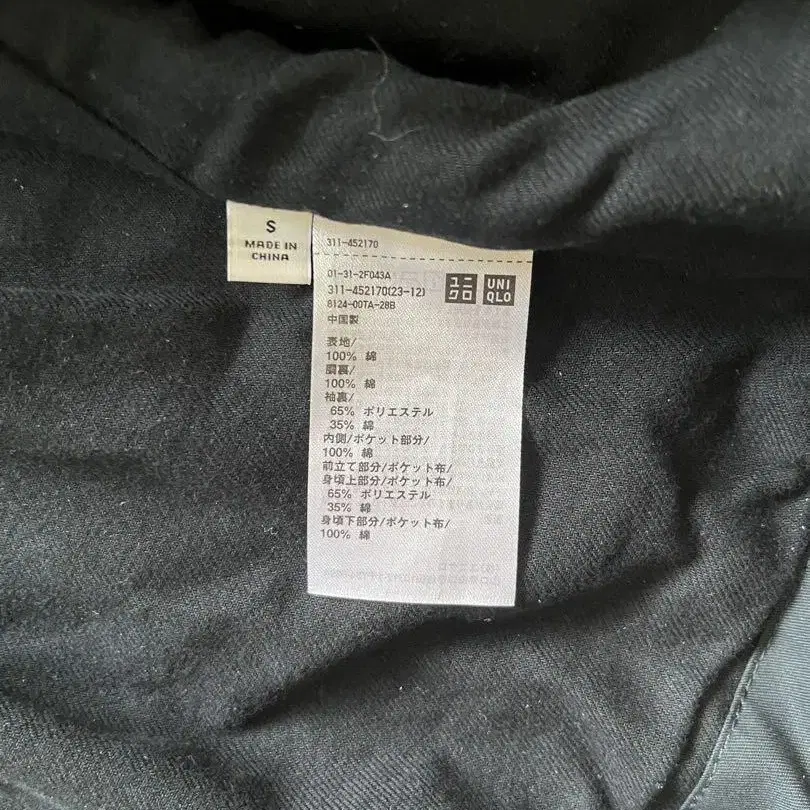 S
MADE IN
CHINA
311-452170
01-31-2F043A
311-452170(23-12)
8124-00TA-28B
中国製
ユニ
クロ
UNI
QLO
表地/
100% 綿
胴裏/
100% 綿
袖裏/
65% ポリエステル
35% 綿
内側/ポケット部分/
100% 綿
前立て部分/ポケット布/
身頃上部分/ポケット布/
65% ポリエステル
35% 綿
身頃下部分/ポケット布/
100% 綿